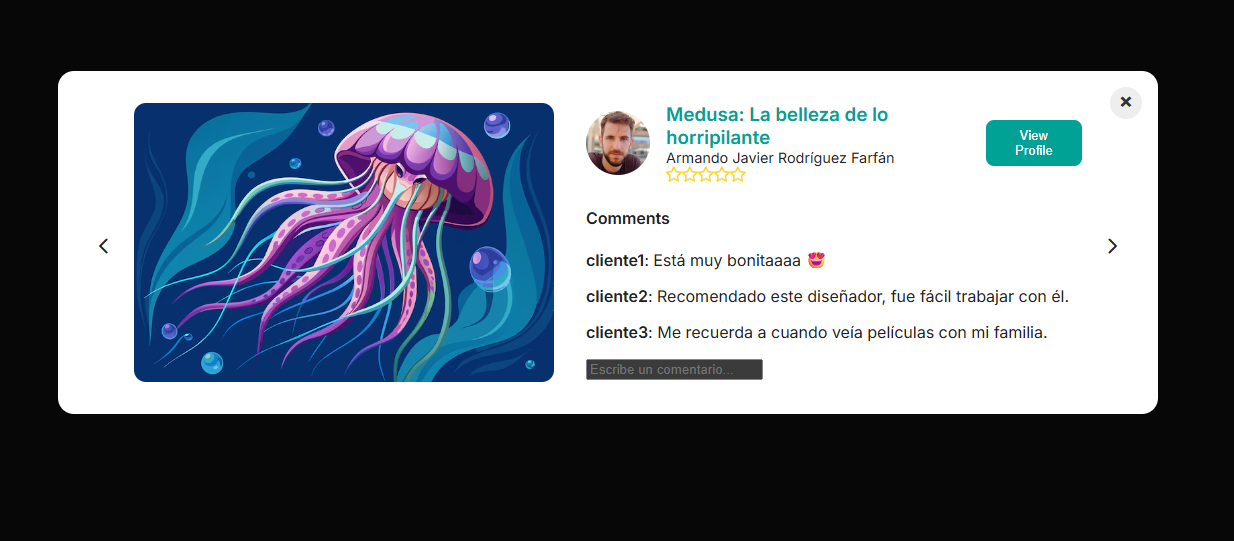 Medusa: La belleza de lo
horripilante
Armando Javier Rodríguez Farfán
View
Profile
Comments
cliente1: Está muy bonitaaaa 😍
cliente2: Recomendado este diseñador, fue fácil trabajar con él.
cliente3: Me recuerda a cuando veía películas con mi familia.
Escribe un comentario...